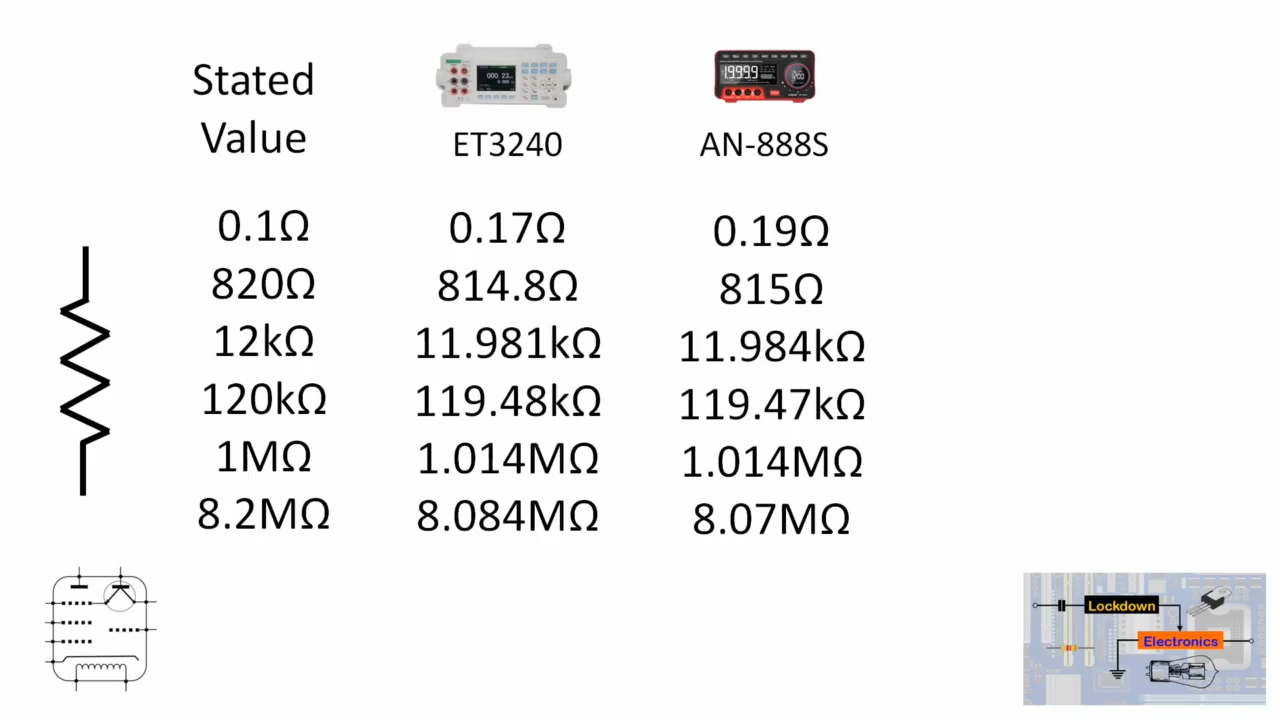 Stated
Value
ET3240
AN-888S
0.1Ω 0.17Ω 0.19Ω
820Ω 814.8Ω 815Ω
12kΩ 11.981kΩ 11.984kΩ
120kΩ 119.48kΩ 119.47kΩ
1MΩ 1.014MΩ 1.014MΩ
8.2MΩ 8.084MΩ 8.07MΩ
Lockdown
Electronics